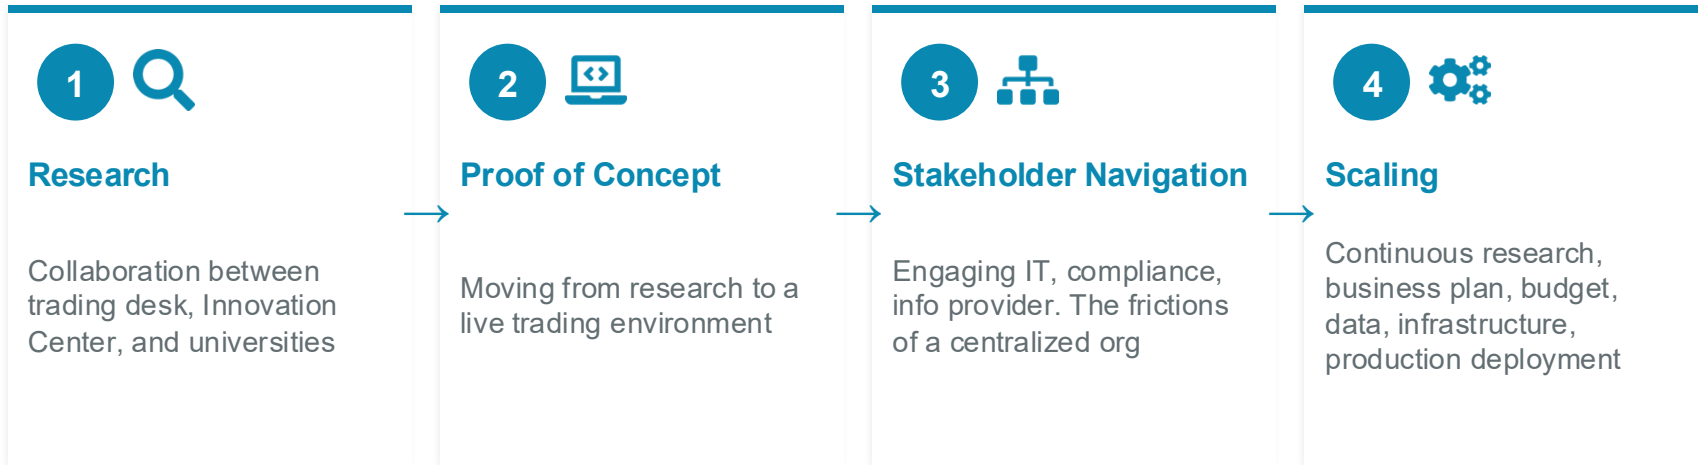 1
Research
Collaboration between
trading desk, Innovation
Center, and universities
→
2
Proof of Concept
Moving from research to a
live trading environment
→
3
Stakeholder Navigation
Engaging IT, compliance,
info provider. The frictions
of a centralized org
→
4
Scaling
Continuous research,
business plan, budget,
data, infrastructure,
production deployment